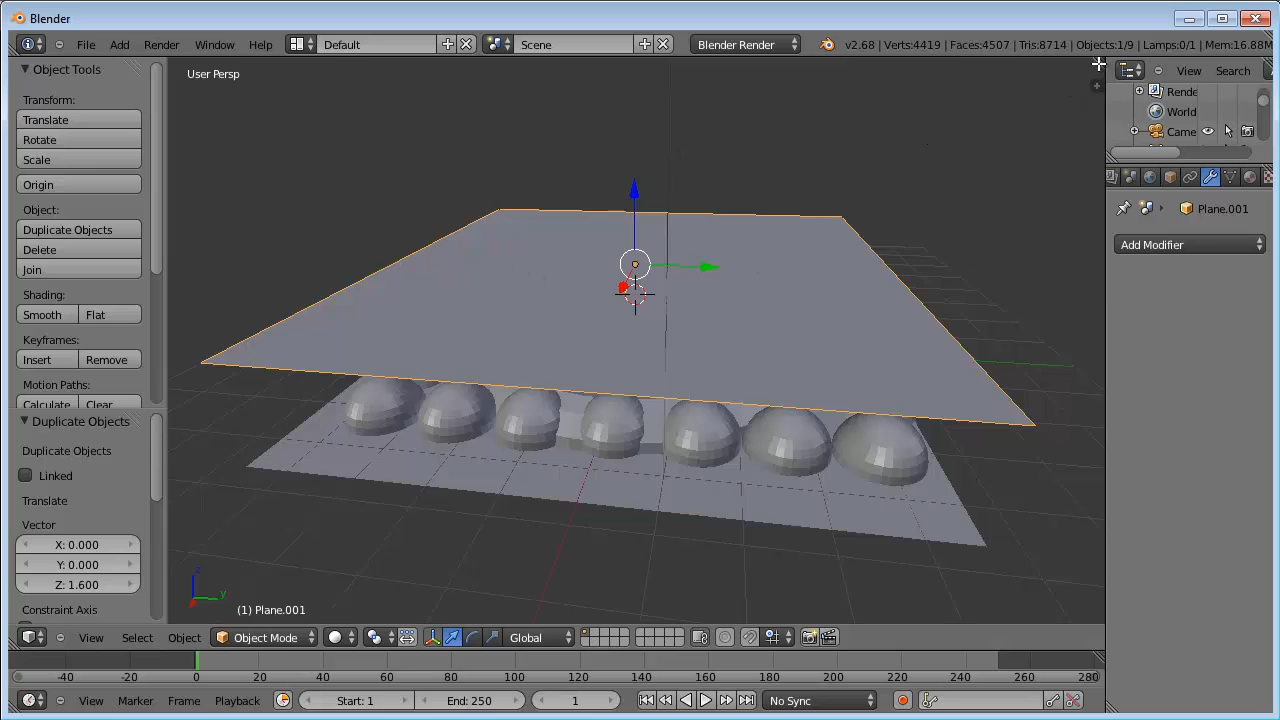 Blender
File Add Render Window Help Default Scene Blender Render v2.68 | Verts:4419 | Faces:4507 | Tris:8714 | Objects:1/9 | Lamps:0/1 | Mem:16.88M
Object Tools
Transform:
Translate
Rotate
Scale
Origin
Object:
Duplicate Objects
Delete
Join
Shading:
Smooth Flat
Keyframes:
Insert Remove
Motion Paths:
Calculate Clear
Duplicate Objects
Duplicate Objects
Linked
Translate
Vector
X: 0.000
Y: 0.000
Z: 1.600
Constraint Axis
User Persp
z
y
(1) Plane.001
View Search
Rende
World
Came
Plane.001
Add Modifier
View Select Object Object Mode Global
-40 -20 0 20 40 60 80 100 120 140 160 180 200 220 240 260 280
View Marker Frame Playback Start: 1 End: 250 1 No Sync